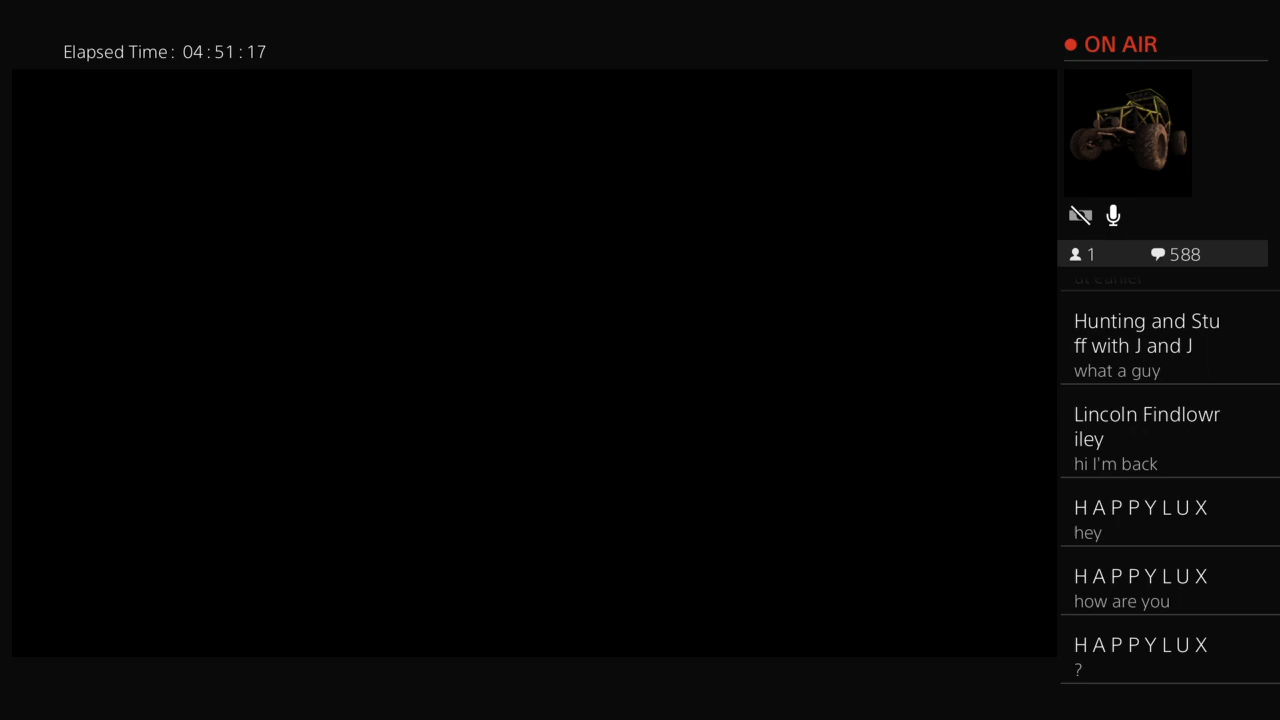 Elapsed Time: 04:51:17
ON AIR
1 588
Hunting and Stu
ff with J and J
what a guy
Lincoln Findlowr
iley
hi I'm back
H A P P Y L U X
hey
H A P P Y L U X
how are you
H A P P Y L U X
?